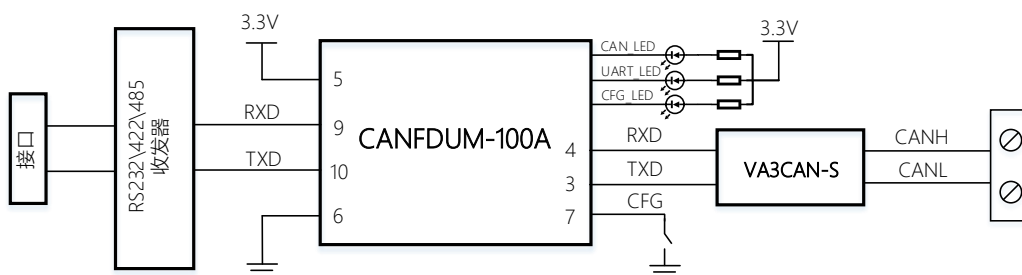 接口
RS232\422\485
收发器
3.3V
RXD
TXD
5
9
10
6
CANFDUM-100A
4
3
7
CAN_LED
UART_LED
CFG_LED
3.3V
RXD
TXD
CFG
VA3CAN-S
CANH
CANL